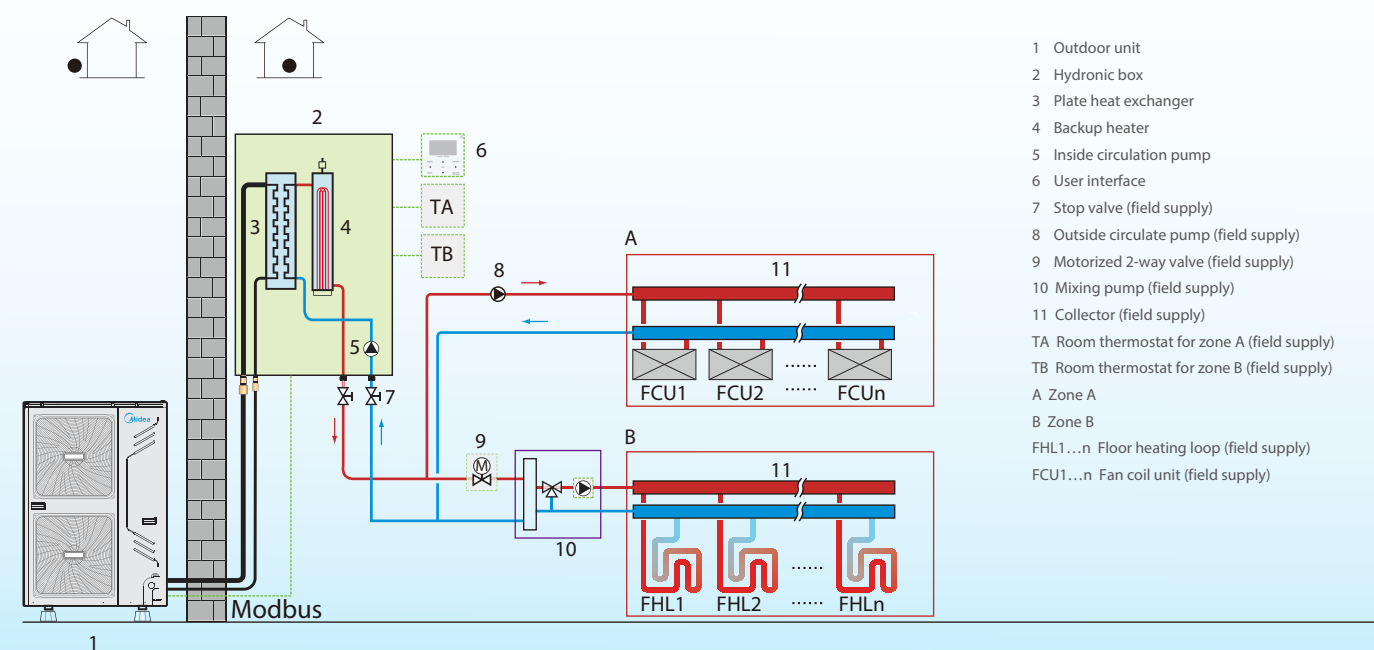 2
6
TA
TB
3
4
5
7
8
9
10
A
11
FCU1 FCU2 ...... FCUn
......
B
11
......
FHL1 FHL2 ...... FHLn
M
Midea
Modbus
1
1 Outdoor unit
2 Hydronic box
3 Plate heat exchanger
4 Backup heater
5 Inside circulation pump
6 User interface
7 Stop valve (field supply)
8 Outside circulate pump (field supply)
9 Motorized 2-way valve (field supply)
10 Mixing pump (field supply)
11 Collector (field supply)
TA Room thermostat for zone A (field supply)
TB Room thermostat for zone B (field supply)
A Zone A
B Zone B
FHL1...n Floor heating loop (field supply)
FCU1...n Fan coil unit (field supply)